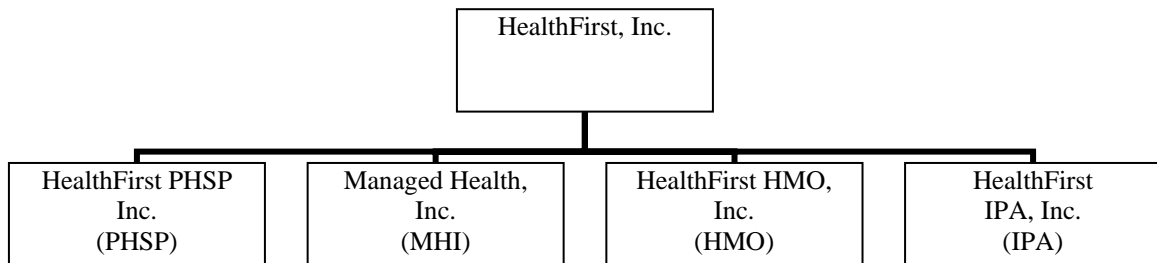 HealthFirst, Inc.
HealthFirst PHSP
Inc.
(PHSP)
Managed Health,
Inc.
(MHI)
HealthFirst HMO,
Inc.
(HMO)
HealthFirst
IPA, Inc.
(IPA)